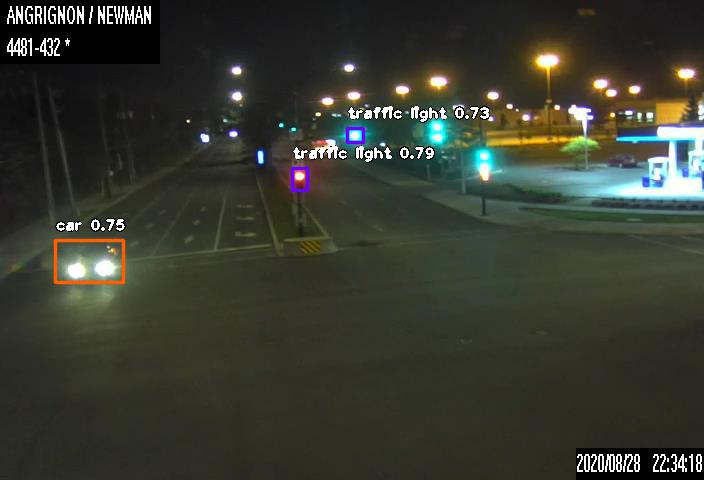 ANGRIGNON / NEWMAN
4481-432 *
traffic light 0.73
traffic light 0.79
car 0.75
2020/08/28 22:34:18